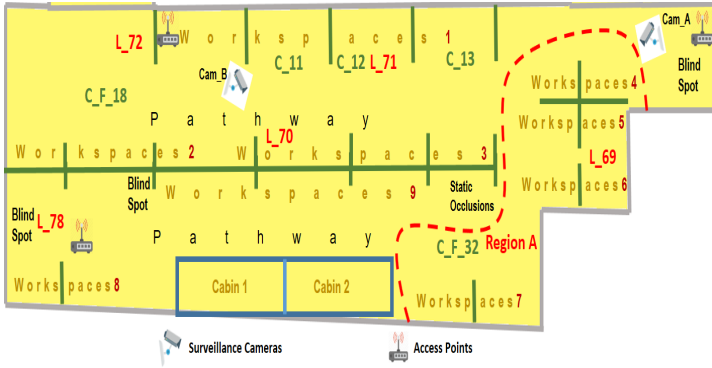 Cam_A
L_72
Workspaces 1
C_11
C_12
L_71
C_13
Cam_B
Blind
Spot
Workspaces 4
C_F_18
Pathway
Workspaces 5
L_70
Workspaces 2
Workspaces 3
L_69
Blind
Spot
Workspaces 9
Static
Occlusions
Workspaces 6
Blind
Spot
L_78
Pathway
C_F_32
Region A
Workspaces 8
Cabin 1
Cabin 2
Workspaces 7
Surveillance Cameras
Access Points